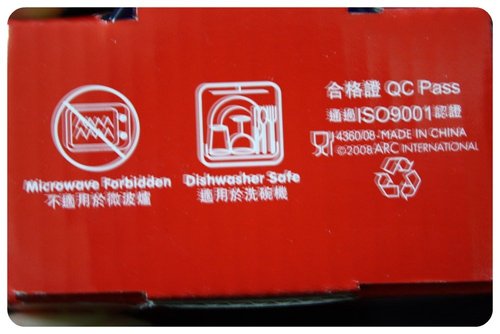 Microwave Forbidden
不適用於微波爐
Dishwasher Safe
適用於洗碗機
合格證 QC Pass
通過ISO9001認證
4360/08 - MADE IN CHINA
©2008 ARC INTERNATIONAL